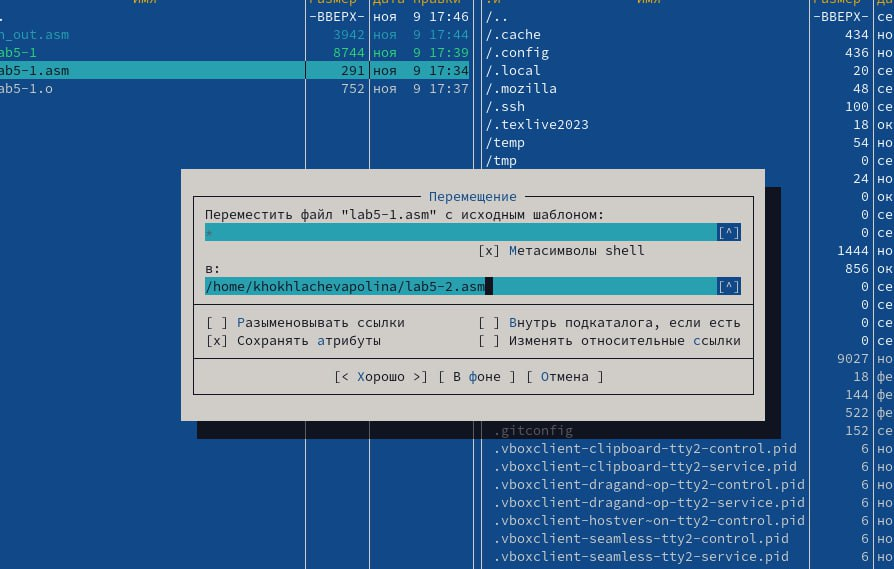 .
n_out.asm
ab5-1
ab5-1.asm
ab5-1.o
-ВВЕРХ- ноя 9 17:46
3942 ноя 9 17:44
8744 ноя 9 17:39
291 ноя 9 17:34
752 ноя 9 17:37
/.. -ВВЕРХ- се
/.cache 434 но
/.config 436 но
/.local 20 се
/.mozilla 48 се
/.ssh 100 се
/.texlive2023 18 ок
/temp 54 но
/tmp 0 се
24 но
0 ок
0 се
0 се
1444 но
856 ок
0 се
0 се
0 се
0 се
9027 но
18 фе
144 фе
522 фе
Перемещение
Переместить файл "lab5-1.asm" с исходным шаблоном:
* [^]
[x] Метасимволы shell
в:
/home/khokhlachevapolina/lab5-2.asm [^]
[ ] Разыменовывать ссылки [ ] Внутрь подкаталога, если есть
[x] Сохранять атрибуты [ ] Изменять относительные ссылки
[< Хорошо >] [ В фоне ] [ Отмена ]
.gitconfig 152 се
.vboxclient-clipboard-tty2-control.pid 6 но
.vboxclient-clipboard-tty2-service.pid 6 но
.vboxclient-dragand~op-tty2-control.pid 6 но
.vboxclient-dragand~op-tty2-service.pid 6 но
.vboxclient-hostver~on-tty2-control.pid 6 но
.vboxclient-seamless-tty2-control.pid 6 но
.vboxclient-seamless-tty2-service.pid 6 но